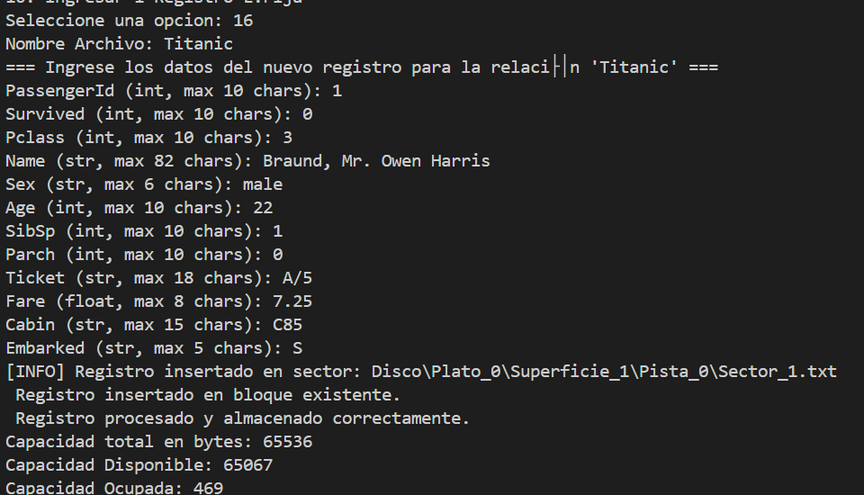 Seleccione una opcion: 16
Nombre Archivo: Titanic
=== Ingrese los datos del nuevo registro para la relaci├│n 'Titanic' ===
PassengerId (int, max 10 chars): 1
Survived (int, max 10 chars): 0
Pclass (int, max 10 chars): 3
Name (str, max 82 chars): Braund, Mr. Owen Harris
Sex (str, max 6 chars): male
Age (int, max 10 chars): 22
SibSp (int, max 10 chars): 1
Parch (int, max 10 chars): 0
Ticket (str, max 18 chars): A/5
Fare (float, max 8 chars): 7.25
Cabin (str, max 15 chars): C85
Embarked (str, max 5 chars): S
[INFO] Registro insertado en sector: Disco\Plato_0\Superficie_1\Pista_0\Sector_1.txt
Registro insertado en bloque existente.
Registro procesado y almacenado correctamente.
Capacidad total en bytes: 65536
Capacidad Disponible: 65067
Capacidad Ocupada: 469